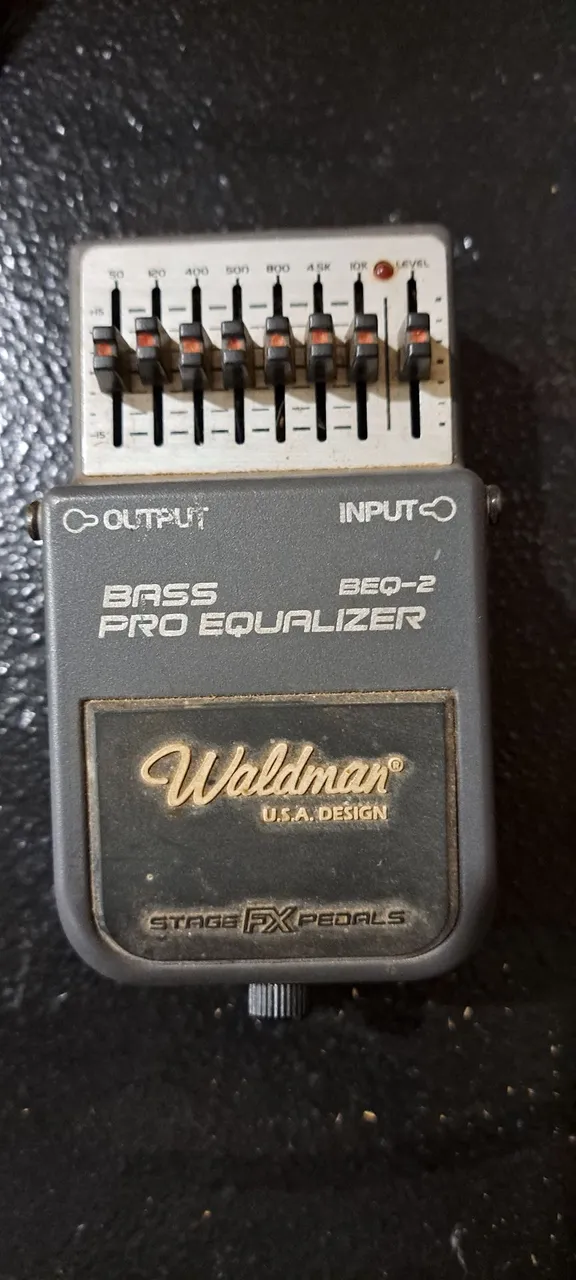 50 120 400 500 800 4.5K 10K LEVEL
+15
-15
OUTPUT INPUT
BASS BEQ-2
PRO EQUALIZER
Waldman®
U.S.A. DESIGN
STAGE FX PEDALS